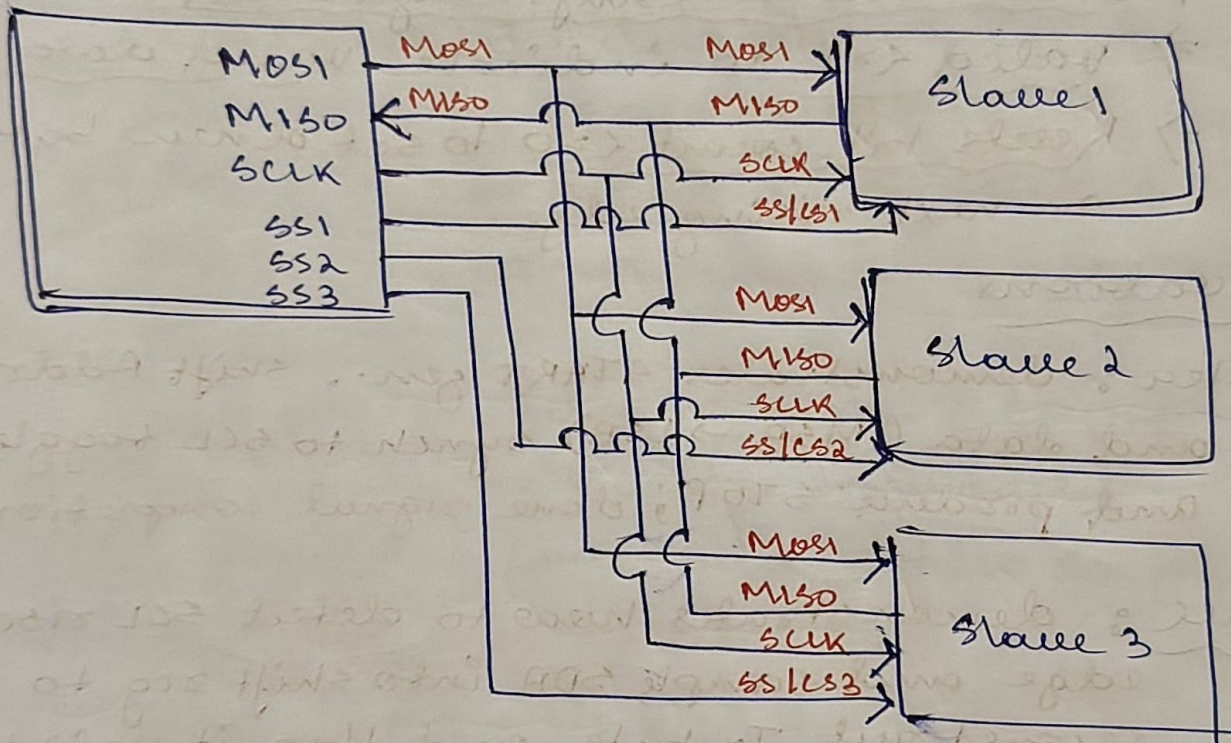 MOSI
MISO
SCLK
SS1
SS2
SS3
MOSI MOSI
MISO MISO
SCLK
SS/CS1
Slave 1
MOSI
MISO
SCLK
SS/CS2
Slave 2
MOSI
MISO
SCLK
SS/CS3
Slave 3